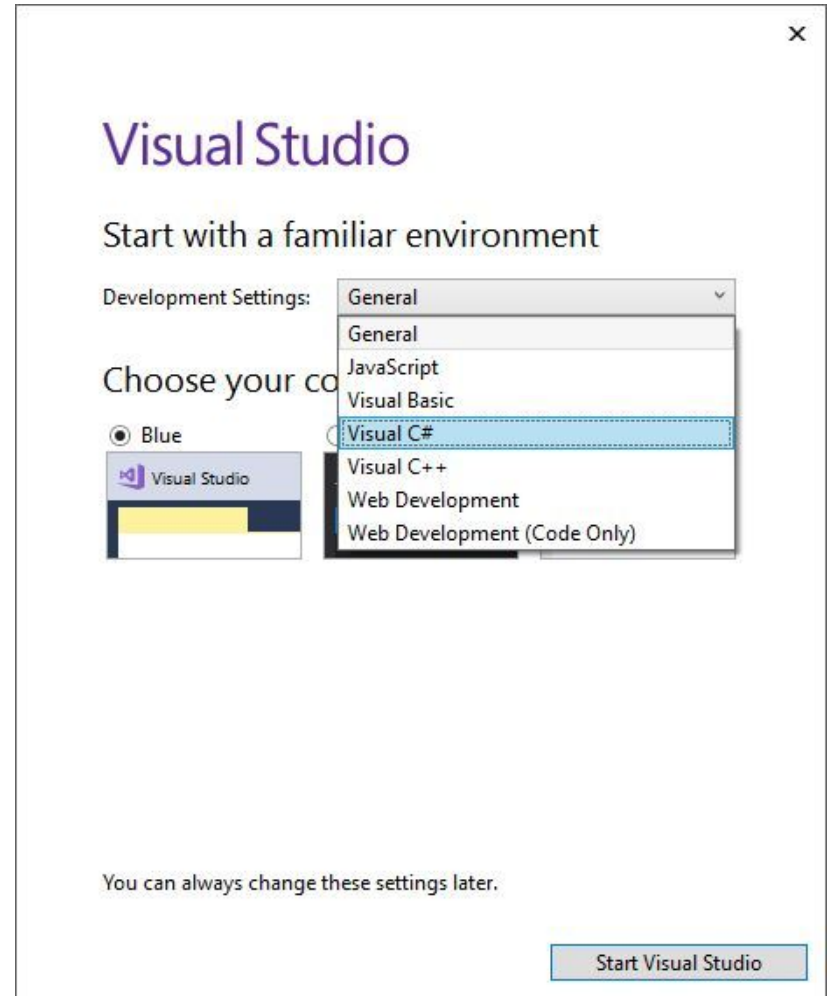 Visual Studio
Start with a familiar environment
Development Settings: General
General
JavaScript
Choose your co
Visual Basic
Blue
Visual C#
Visual C++
Visual Studio
Web Development
Web Development (Code Only)
You can always change these settings later.
Start Visual Studio